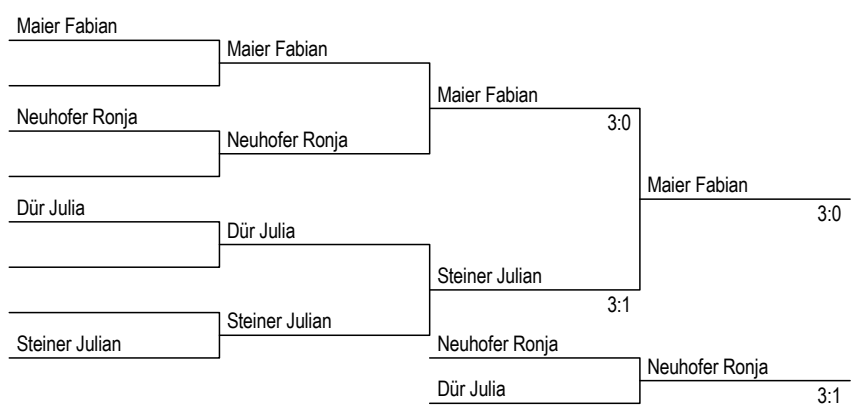 Maier Fabian
Maier Fabian
Maier Fabian
3:0
Neuhofer Ronja
Neuhofer Ronja
Maier Fabian
3:0
Dür Julia
Dür Julia
Steiner Julian
3:1
Steiner Julian
Steiner Julian
Neuhofer Ronja
Neuhofer Ronja
3:1
Dür Julia